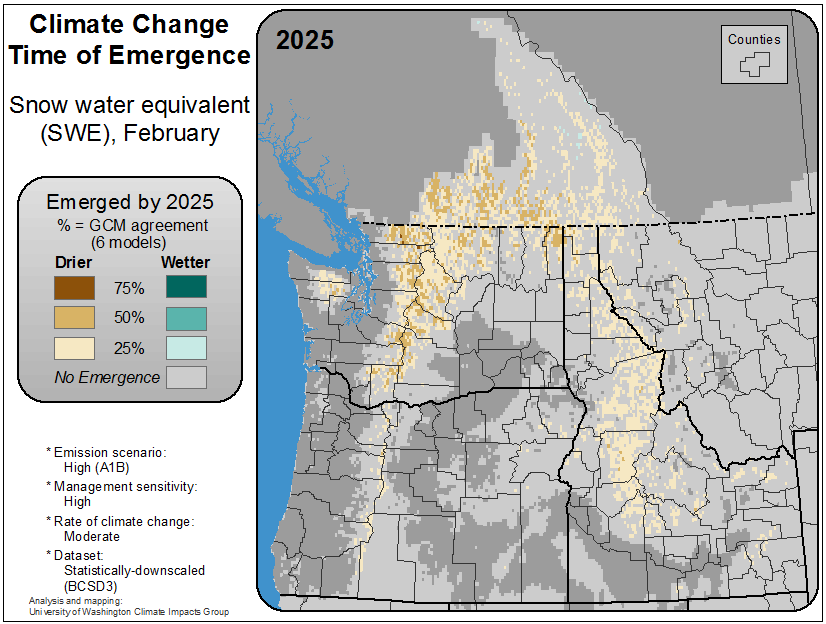 Climate Change
Time of Emergence
Snow water equivalent
(SWE), February
Emerged by 2025
% = GCM agreement
(6 models)
Drier Wetter
75%
50%
25%
No Emergence
* Emission scenario:
High (A1B)
* Management sensitivity:
High
* Rate of climate change:
Moderate
* Dataset:
Statistically-downscaled
(BCSD3)
Analysis and mapping:
University of Washington Climate Impacts Group
2025
Counties